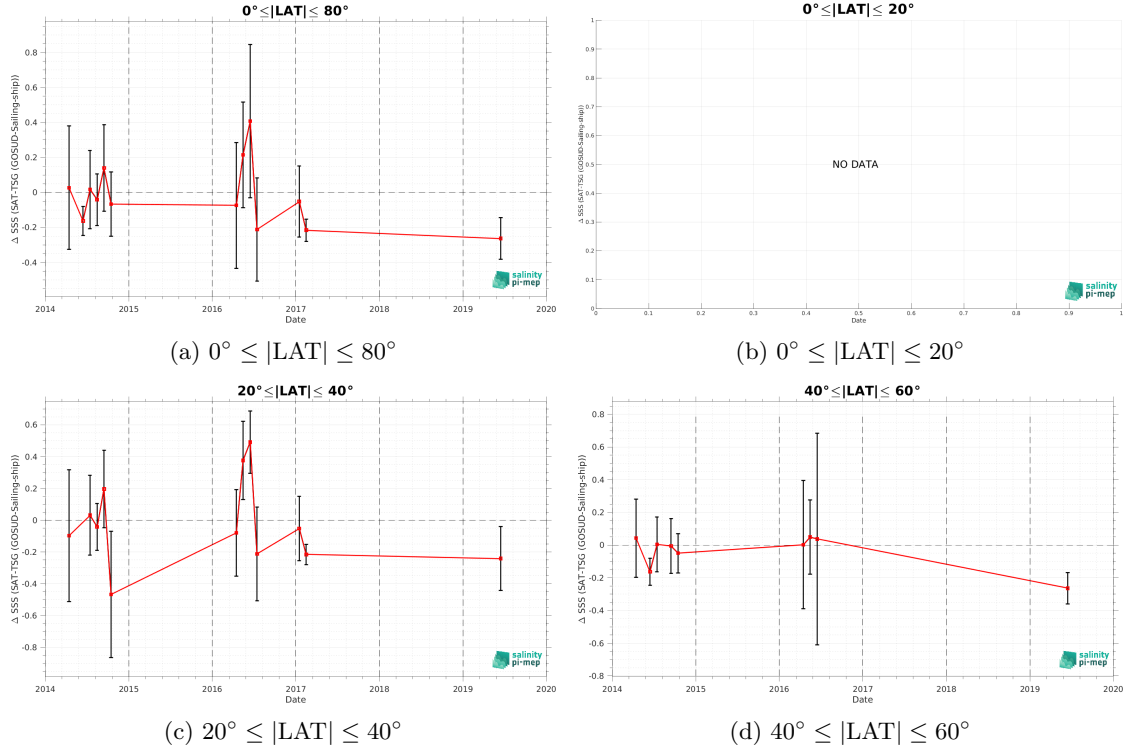 0°≤|LAT|≤ 80°
Δ SSS (SAT-TSG (GOSUD-Sailing-ship))
0.8
0.6
0.4
0.2
0
-0.2
-0.4
salinity
pi-mep
2014 2015 2016 2017 2018 2019 2020
Date
(a) 0° ≤ |LAT| ≤ 80°
0°≤|LAT|≤ 20°
Δ SSS (SAT-TSG (GOSUD-Sailing-ship))
1
0.9
0.8
0.7
0.6
0.5
0.4
0.3
0.2
0.1
0
NO DATA
salinity
pi-mep
0 0.1 0.2 0.3 0.4 0.5 0.6 0.7 0.8 0.9 1
Date
(b) 0° ≤ |LAT| ≤ 20°
20°≤|LAT|≤ 40°
Δ SSS (SAT-TSG (GOSUD-Sailing-ship))
0.6
0.4
0.2
0
-0.2
-0.4
-0.6
-0.8
salinity
pi-mep
2014 2015 2016 2017 2018 2019 2020
Date
(c) 20° ≤ |LAT| ≤ 40°
40°≤|LAT|≤ 60°
Δ SSS (SAT-TSG (GOSUD-Sailing-ship))
0.8
0.6
0.4
0.2
0
-0.2
-0.4
-0.6
-0.8
salinity
pi-mep
2014 2015 2016 2017 2018 2019 2020
Date
(d) 40° ≤ |LAT| ≤ 60°